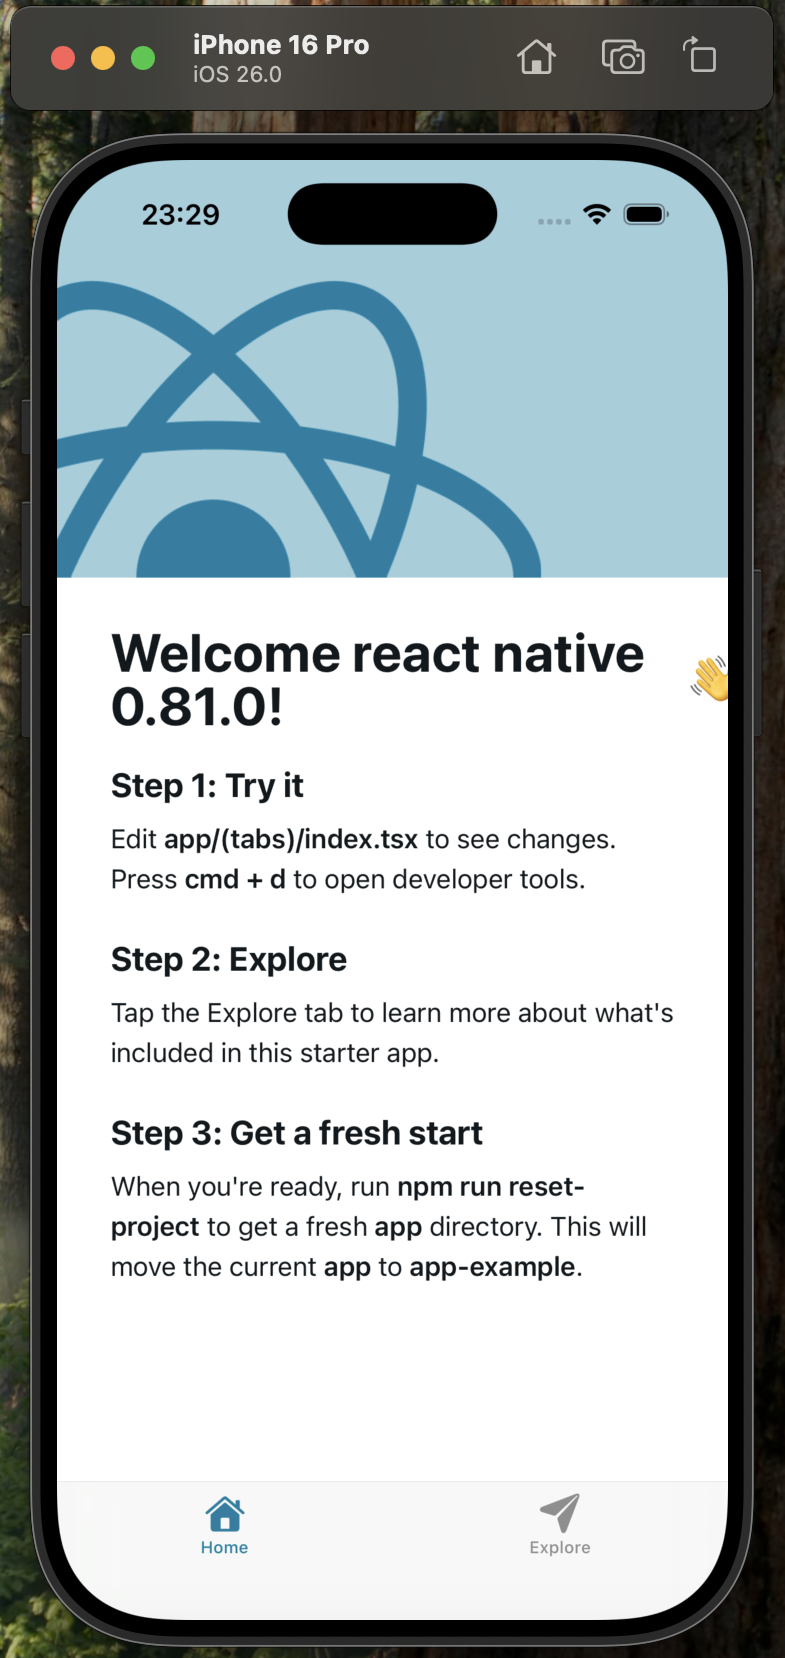 iPhone 16 Pro
iOS 26.0
23:29
Welcome react native
0.81.0!
Step 1: Try it
Edit app/(tabs)/index.tsx to see changes.
Press cmd + d to open developer tools.
Step 2: Explore
Tap the Explore tab to learn more about what's
included in this starter app.
Step 3: Get a fresh start
When you're ready, run npm run reset-
project to get a fresh app directory. This will
move the current app to app-example.
Home
Explore